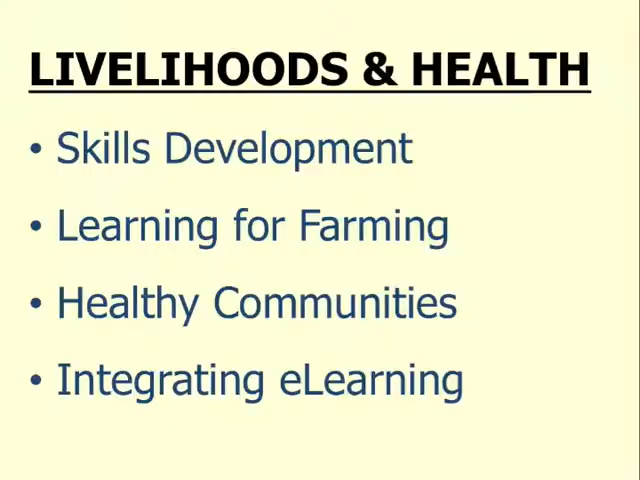 LIVELIHOODS & HEALTH
• Skills Development
• Learning for Farming
• Healthy Communities
• Integrating eLearning